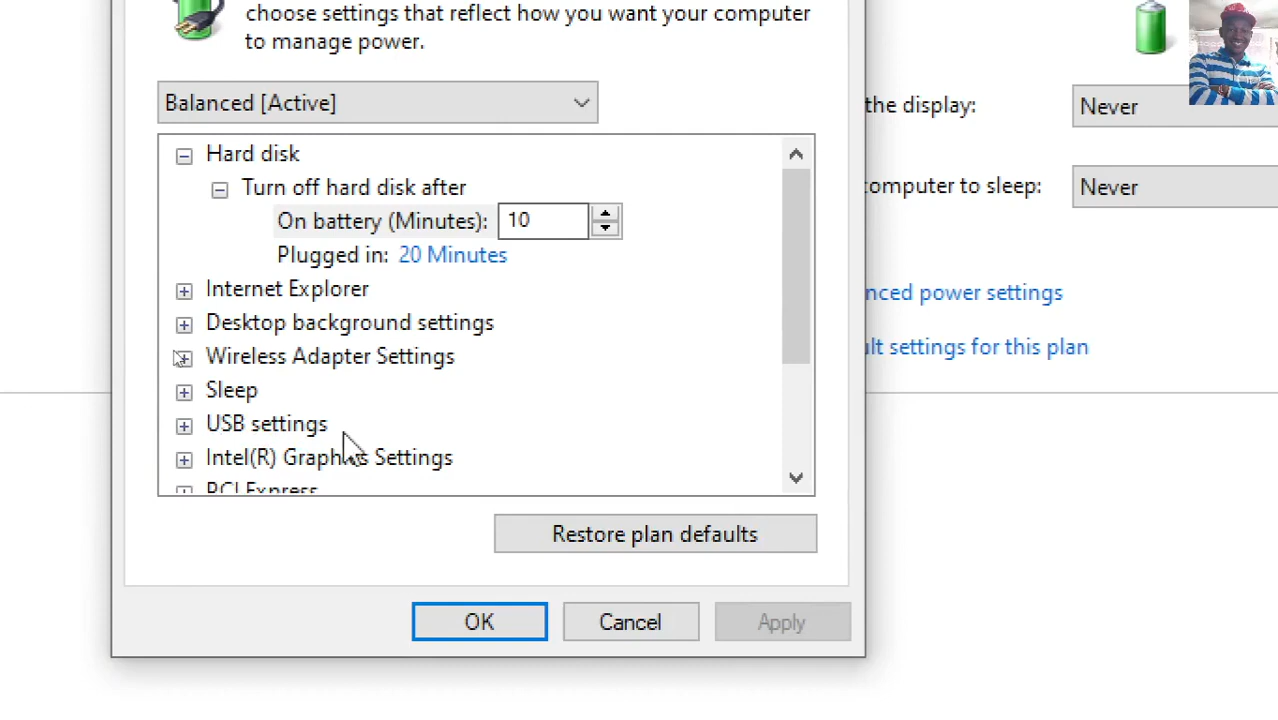 choose settings that reflect how you want your computer
to manage power.
Balanced [Active]
Hard disk
Turn off hard disk after
On battery (Minutes): 10
Plugged in: 20 Minutes
Internet Explorer
Desktop background settings
Wireless Adapter Settings
Sleep
USB settings
Intel(R) Graphics Settings
PCI Express
Restore plan defaults
OK Cancel Apply
the display: Never
computer to sleep: Never
nced power settings
ult settings for this plan